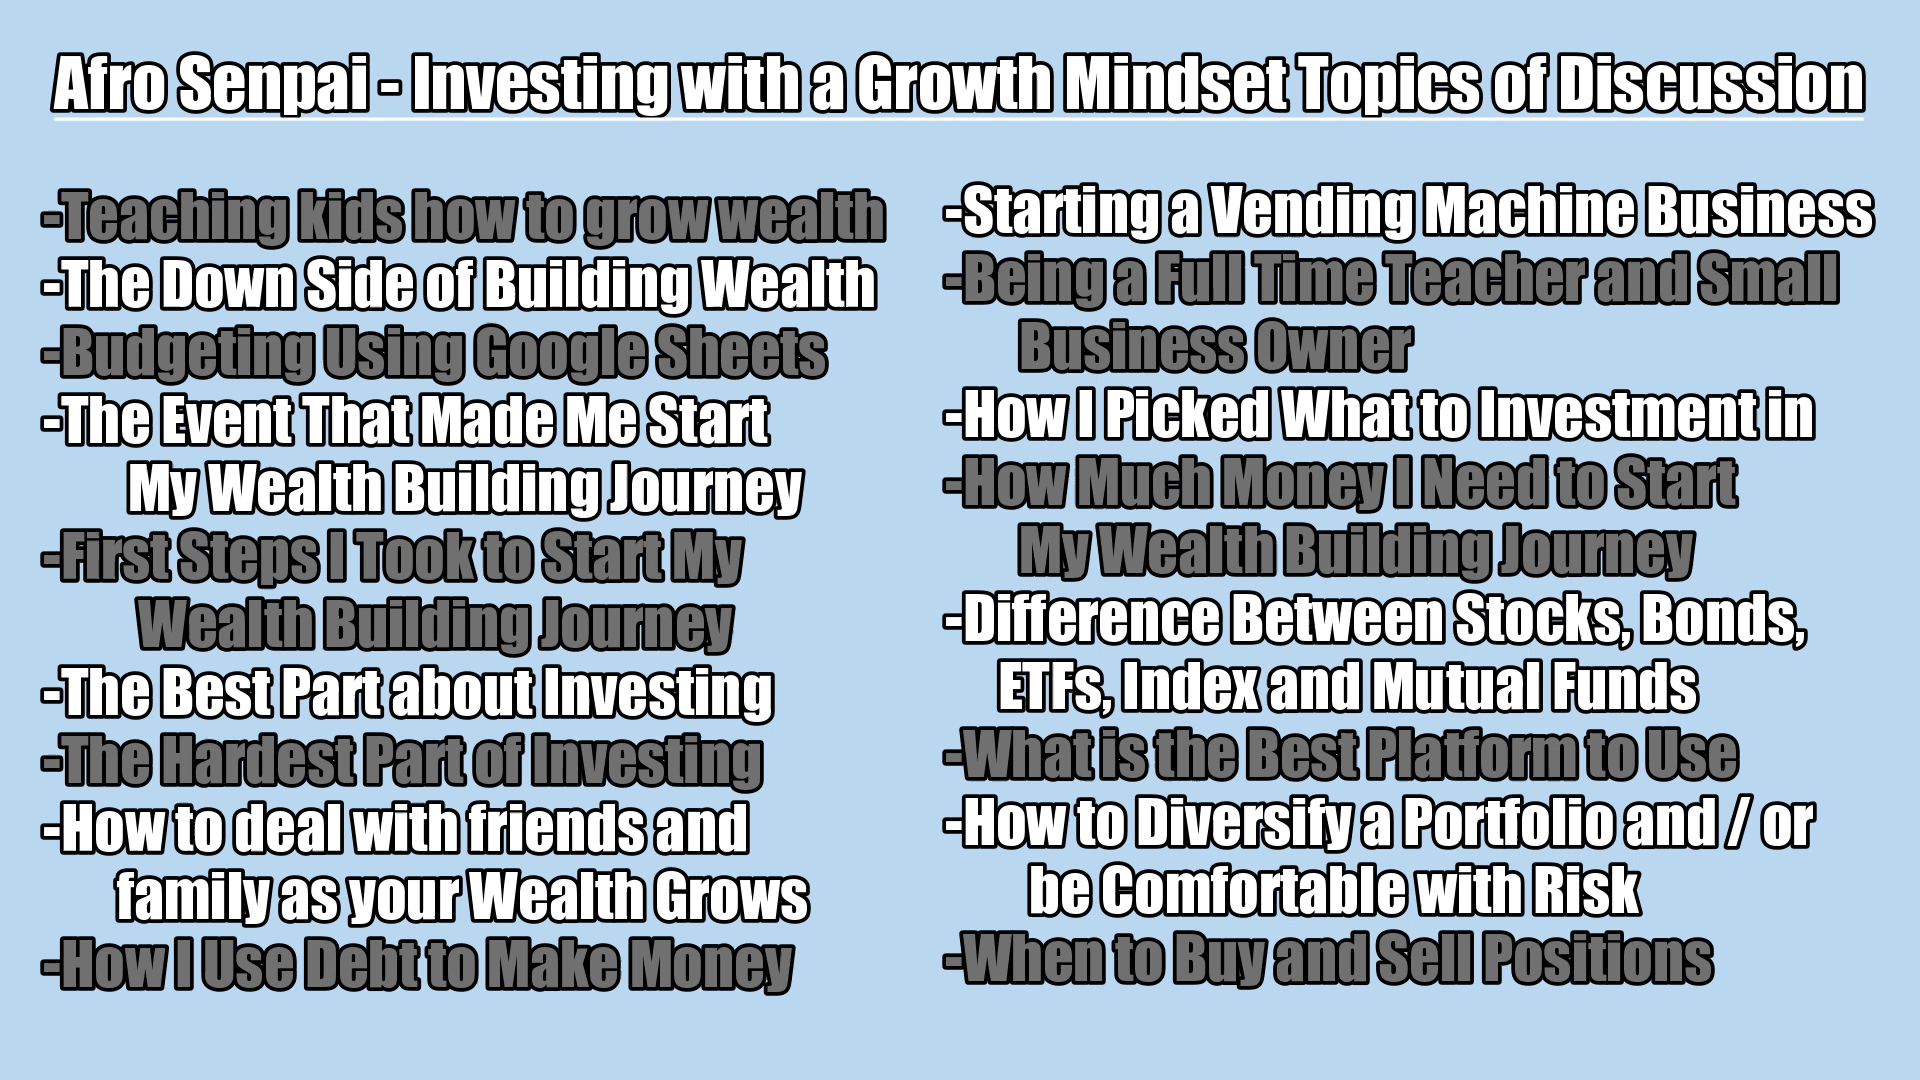 Afro Senpai - Investing with a Growth Mindset Topics of Discussion
-Teaching kids how to grow wealth
-The Down Side of Building Wealth
-Budgeting Using Google Sheets
-The Event That Made Me Start
My Wealth Building Journey
-First Steps I Took to Start My
Wealth Building Journey
-The Best Part about Investing
-The Hardest Part of Investing
-How to deal with friends and
family as your Wealth Grows
-How I Use Debt to Make Money
-Starting a Vending Machine Business
-Being a Full Time Teacher and Small
Business Owner
-How I Picked What to Investment in
-How Much Money I Need to Start
My Wealth Building Journey
-Difference Between Stocks, Bonds,
ETFs, Index and Mutual Funds
-What is the Best Platform to Use
-How to Diversify a Portfolio and / or
be Comfortable with Risk
-When to Buy and Sell Positions